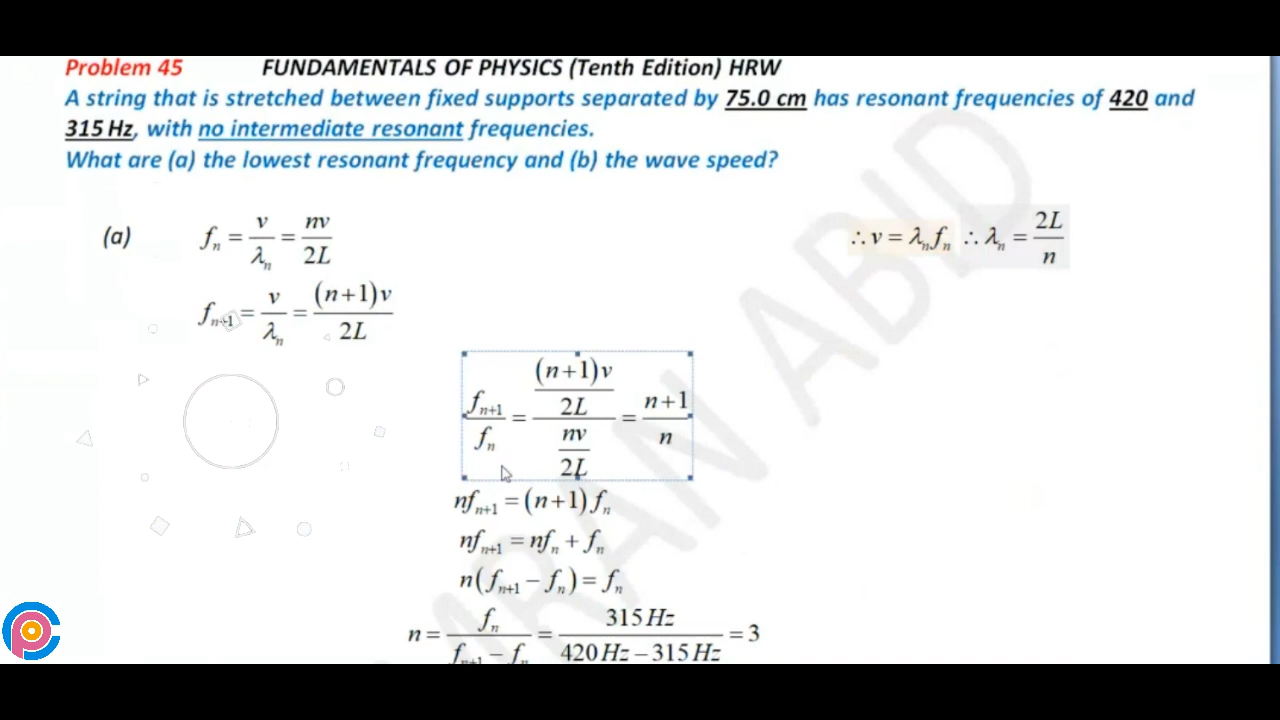 Problem 45 FUNDAMENTALS OF PHYSICS (Tenth Edition) HRW
A string that is stretched between fixed supports separated by 75.0 cm has resonant frequencies of 420 and
315 Hz, with no intermediate resonant frequencies.
What are (a) the lowest resonant frequency and (b) the wave speed?
(a) fₙ = v/λₙ = nv/2L ∴ v = λₙfₙ ∴ λₙ = 2L/n
fₙ₊₁ = v/λₙ = (n+1)v/2L
fₙ₊₁/fₙ = ((n+1)v/2L)/(nv/2L) = (n+1)/n
nfₙ₊₁ = (n+1)fₙ
nfₙ₊₁ = nfₙ + fₙ
n(fₙ₊₁ − fₙ) = fₙ
n = fₙ/(fₙ₊₁ − fₙ) = 315 Hz/(420 Hz − 315 Hz) = 3
MRAN ABID